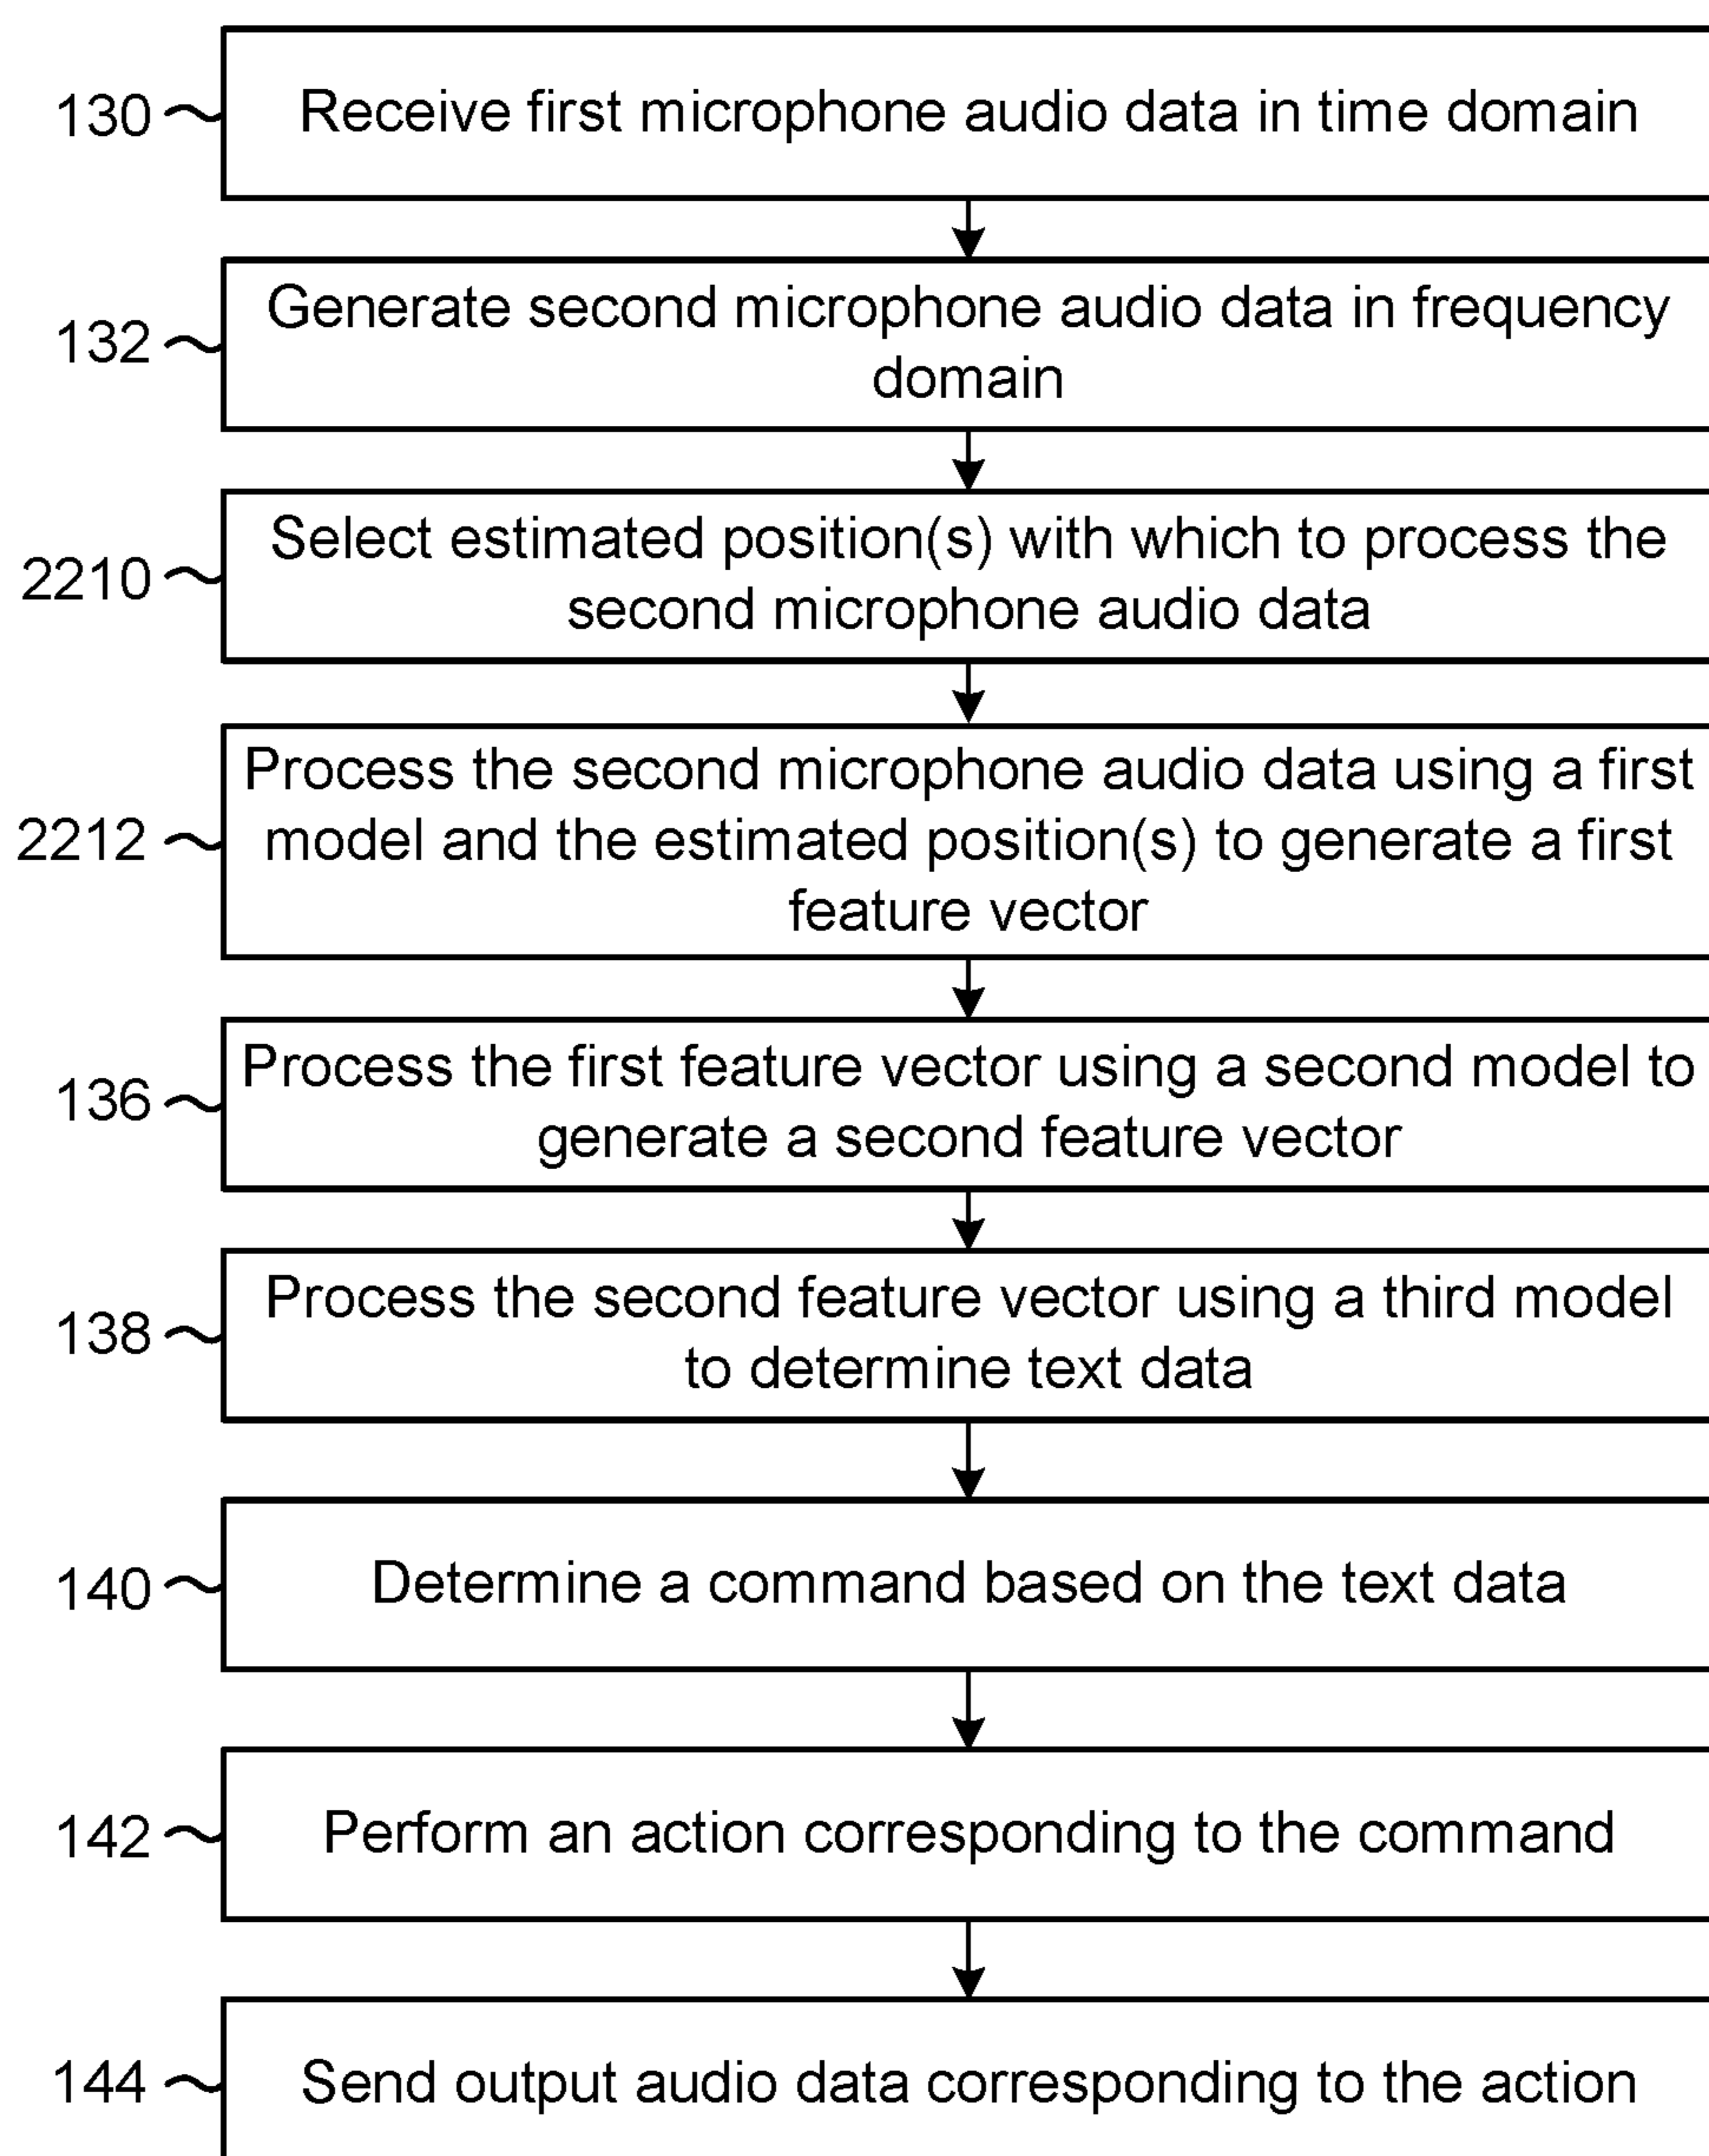 130 Receive first microphone audio data in time domain
132 Generate second microphone audio data in frequency
domain
2210 Select estimated position(s) with which to process the
second microphone audio data
Process the second microphone audio data using a first
2212 model and the estimated position(s) to generate a first
feature vector
136 Process the first feature vector using a second model to
generate a second feature vector
138 Process the second feature vector using a third model
to determine text data
140 Determine a command based on the text data
142 Perform an action corresponding to the command
144 Send output audio data corresponding to the action